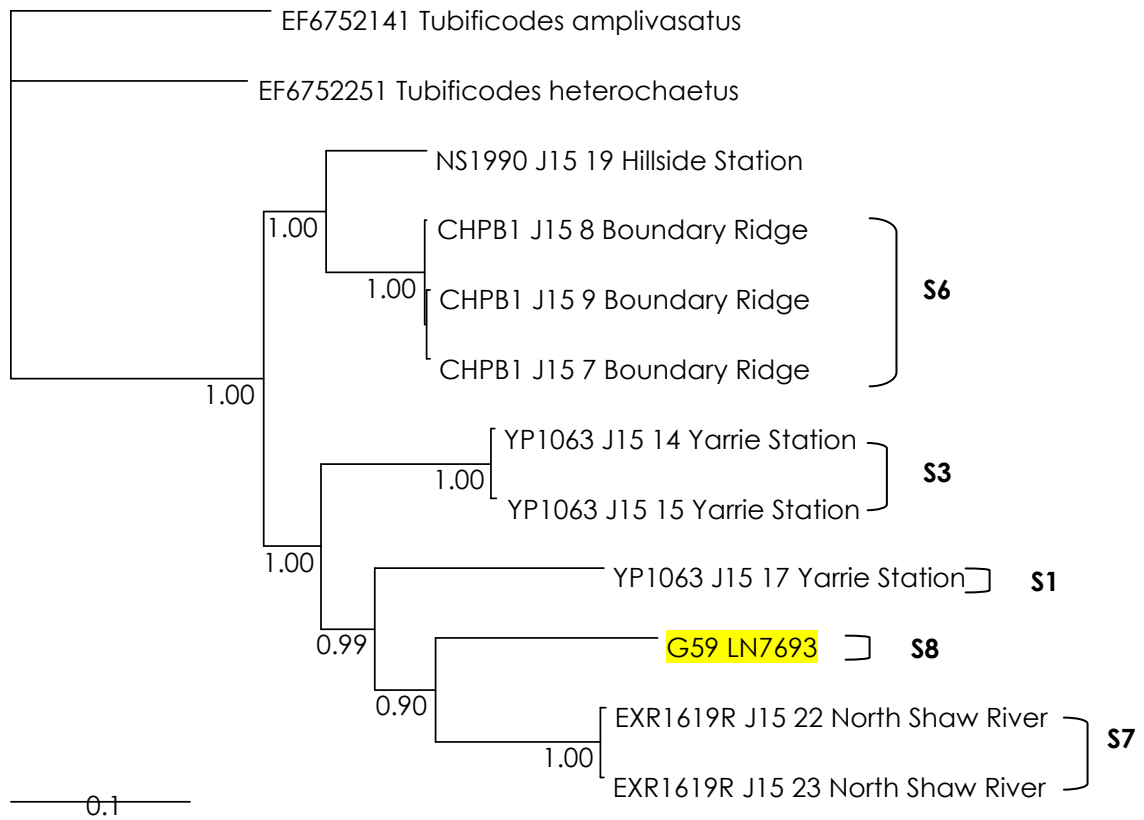 EF6752141 Tubificodes amplivasatus
EF6752251 Tubificodes heterochaetus
NS1990 J15 19 Hillside Station
1.00
CHPB1 J15 8 Boundary Ridge
1.00
CHPB1 J15 9 Boundary Ridge
S6
CHPB1 J15 7 Boundary Ridge
1.00
YP1063 J15 14 Yarrie Station
1.00
S3
YP1063 J15 15 Yarrie Station
1.00
YP1063 J15 17 Yarrie Station
S1
0.99
G59 LN7693
S8
0.90
EXR1619R J15 22 North Shaw River
S7
1.00
EXR1619R J15 23 North Shaw River
0.1